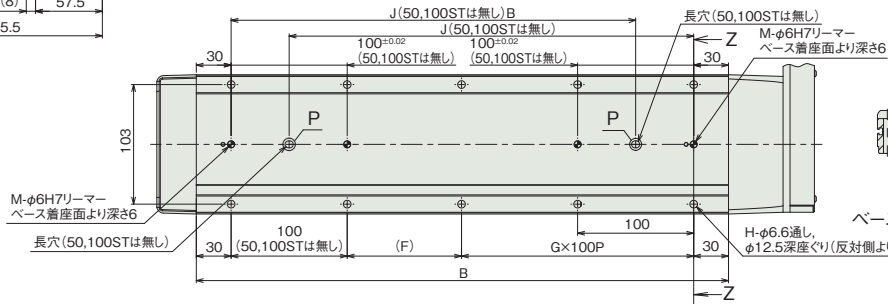 (8)
57.5
5.5
J(50,100STは無し)B
長穴(50,100STは無し)
J(50,100STは無し)
Z
M-φ6H7リーマー
ベース着座面より深さ6
30
100±0.02
(50,100STは無し)
100±0.02
(50,100STは無し)
30
P
P
103
M-φ6H7リーマー
ベース着座面より深さ6
長穴(50,100STは無し)
30
100
(50,100STは無し)
(F)
G×100P
100
30
B
Z
H-φ6.6通し,
φ12.5深座ぐり(反対側よ
ベー